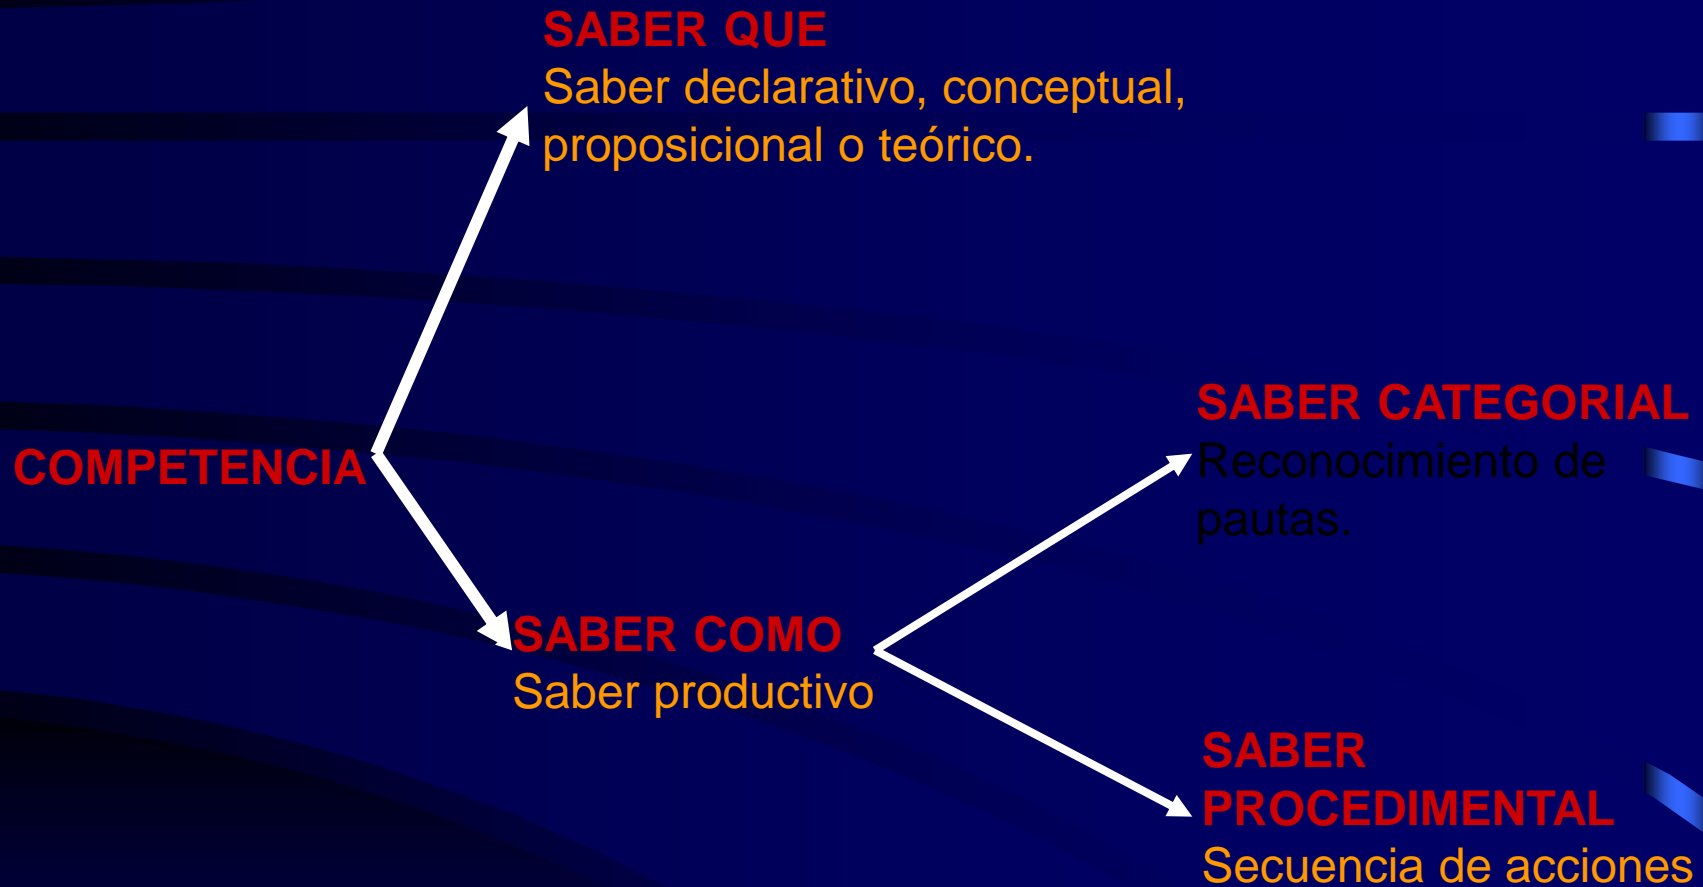 SABER QUE
Saber declarativo, conceptual,
proposicional o teórico.
COMPETENCIA
SABER COMO
Saber productivo
SABER CATEGORIAL
Reconocimiento de
pautas.
SABER
PROCEDIMENTAL
Secuencia de acciones